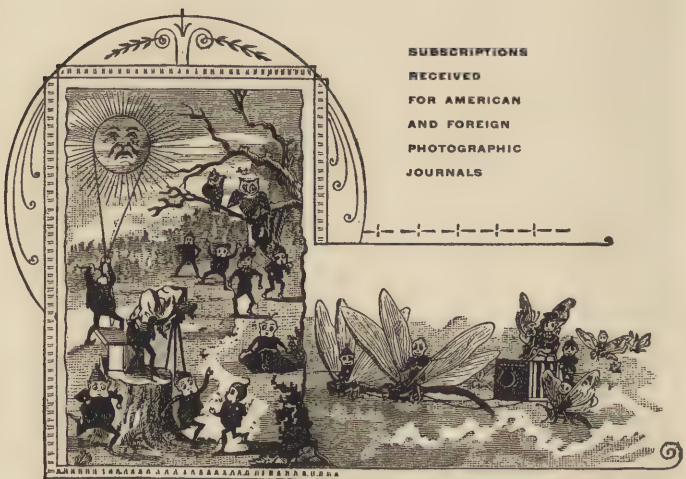 SUBSCRIPTIONS
RECEIVED
FOR AMERICAN
AND FOREIGN
PHOTOGRAPHIC
JOURNALS